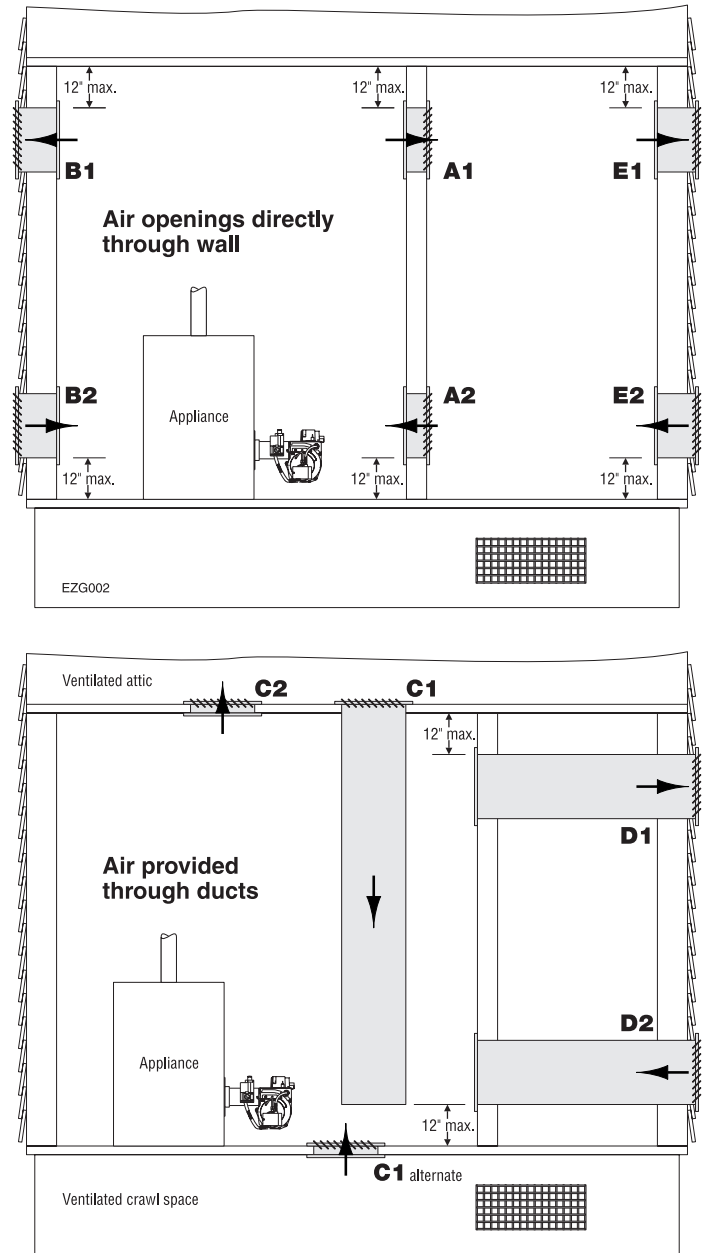 12" max.
12" max.
12" max.
B1
A1
E1
Air openings directly
through wall
B2
A2
E2
Appliance
12" max.
12" max.
12" max.
EZG002
Ventilated attic
C2
C1
12" max.
D1
Air provided
through ducts
D2
Appliance
12" max.
C1 alternate
Ventilated crawl space